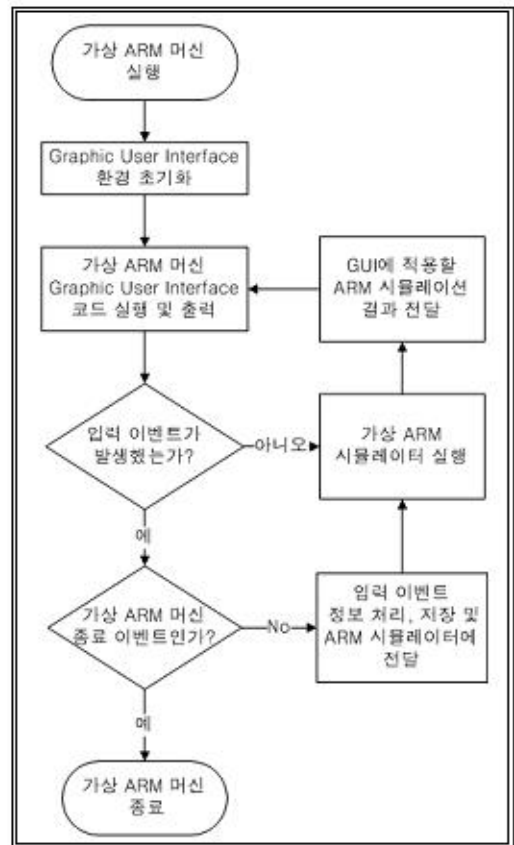 가상 ARM 머신
실행
Graphic User Interface
환경 초기화
가상 ARM 머신
Graphic User Interface
코드 실행 및 출력
GUI에 적용할
ARM 시뮬레이션
결과 전달
입력 이벤트가
발생했는가?
아니오
가상 ARM
시뮬레이터 실행
예
가상 ARM 머신
종료 이벤트인가?
No
입력 이벤트
정보 처리, 저장 및
ARM 시뮬레이터에
전달
예
가상 ARM 머신
종료